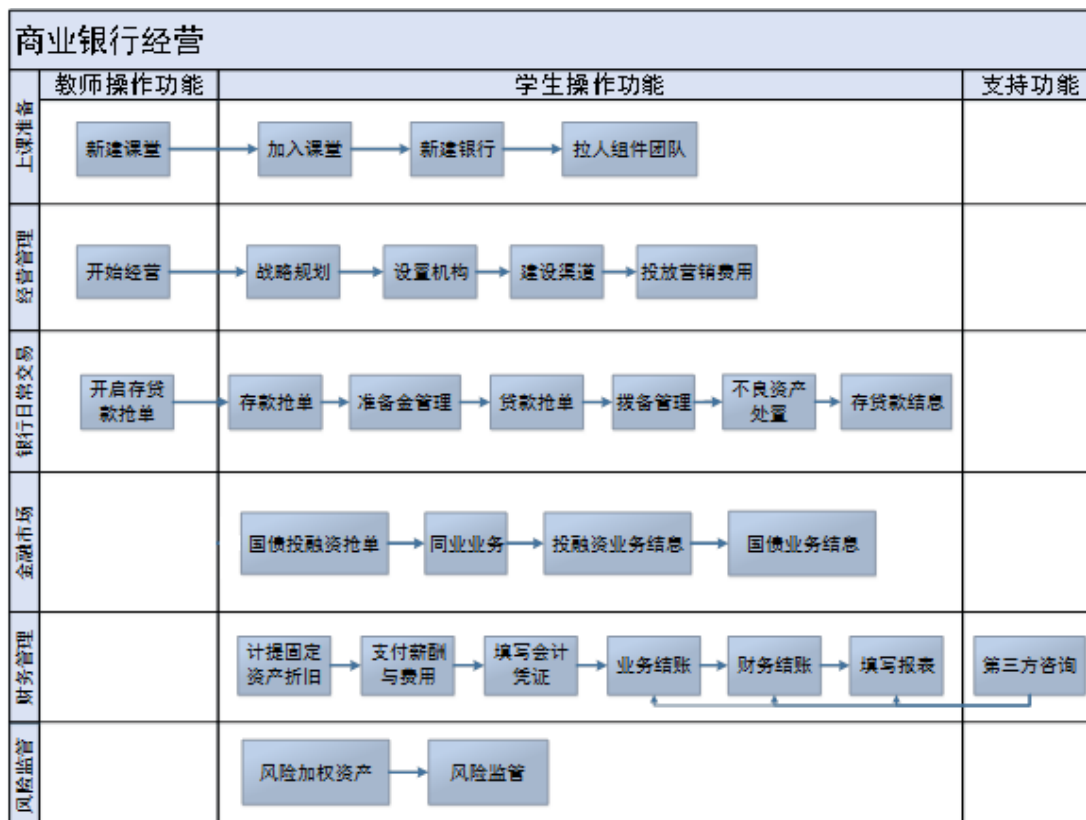 商业银行经营
教师操作功能
学生操作功能
支持功能
上课准备
新建课堂
加入课堂
新建银行
拉人组件团队
经营管理
开始经营
战略规划
设置机构
建设渠道
投放营销费用
银行日常交易
开启存贷
款抢单
存款抢单
准备金管理
贷款抢单
拨备管理
不良资产
处置
存贷款结息
金融市场
国债投融资抢单
同业业务
投融资业务结息
国债业务结息
财务管理
计提固定
资产折旧
支付薪酬
与费用
填写会计
凭证
业务结账
财务结账
填写报表
第三方咨询
风险监管
风险加权资产
风险监管